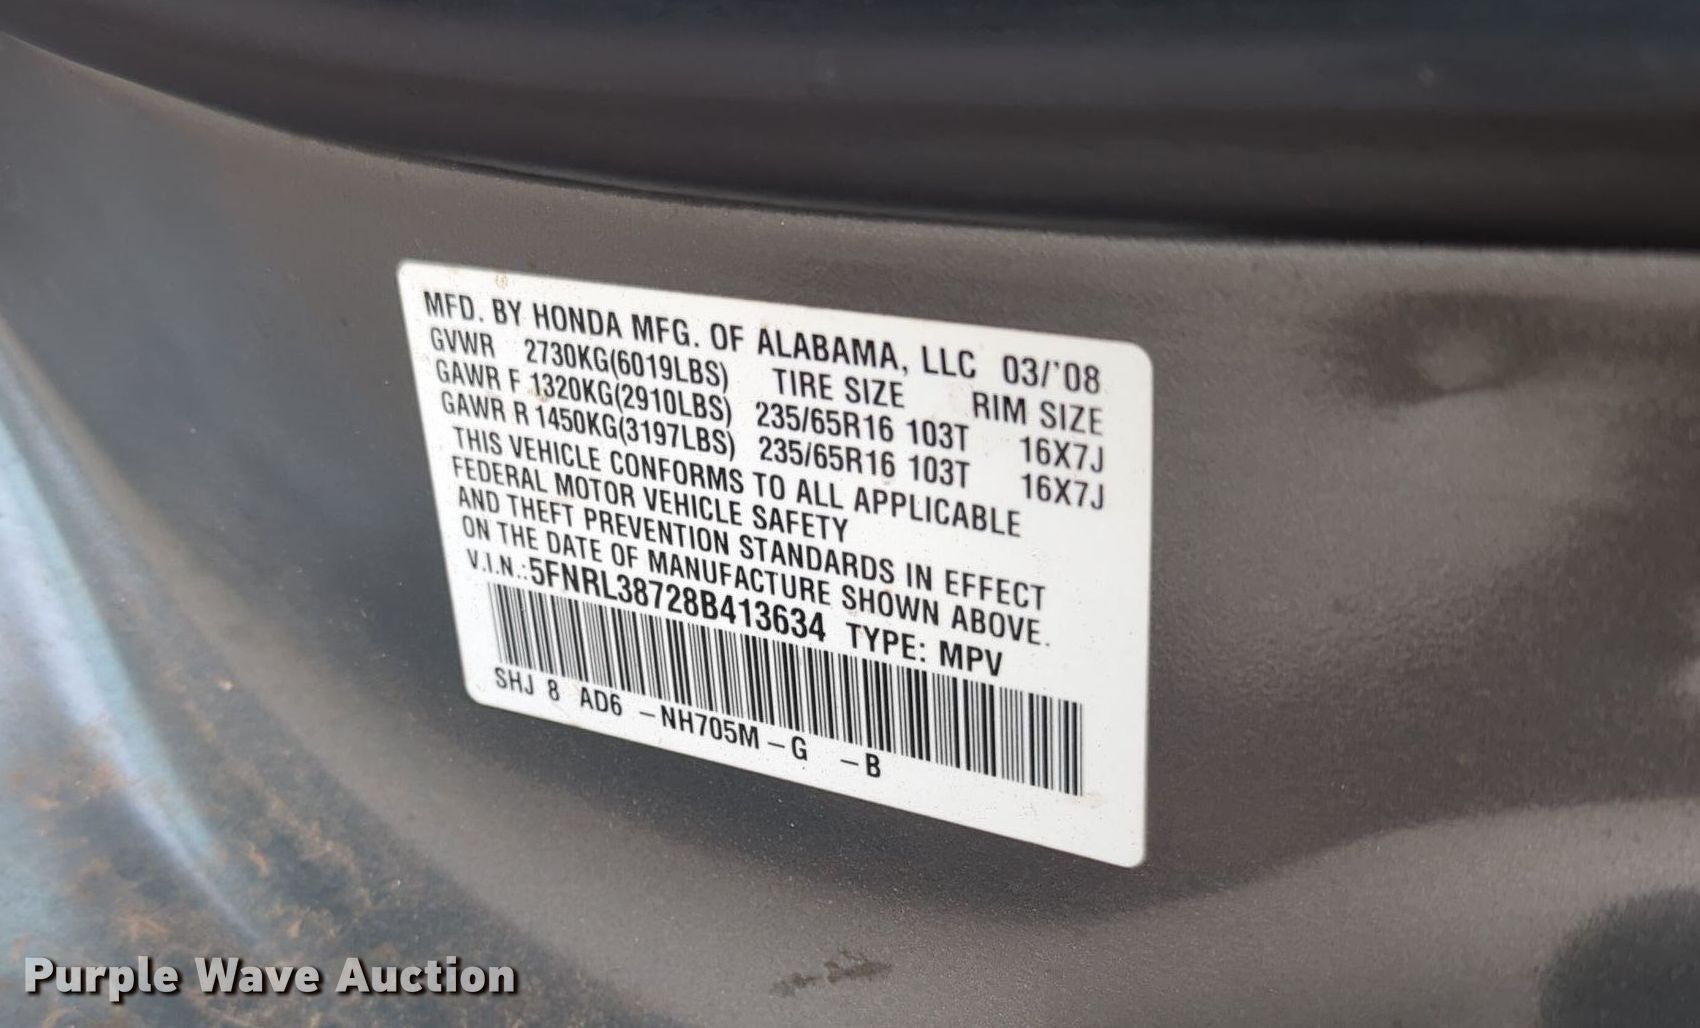 MFD. BY HONDA MFG. OF ALABAMA, LLC 03/'08
GVWR 2730KG(6019LBS) TIRE SIZE RIM SIZE
GAWR F 1320KG(2910LBS) 235/65R16 103T 16X7J
GAWR R 1450KG(3197LBS) 235/65R16 103T 16X7J
THIS VEHICLE CONFORMS TO ALL APPLICABLE
FEDERAL MOTOR VEHICLE SAFETY
AND THEFT PREVENTION STANDARDS IN EFFECT
ON THE DATE OF MANUFACTURE SHOWN ABOVE.
V.I.N.:5FNRL38728B413634 TYPE: MPV
SHJ 8 AD6 -NH705M-G -B
Purple Wave Auction